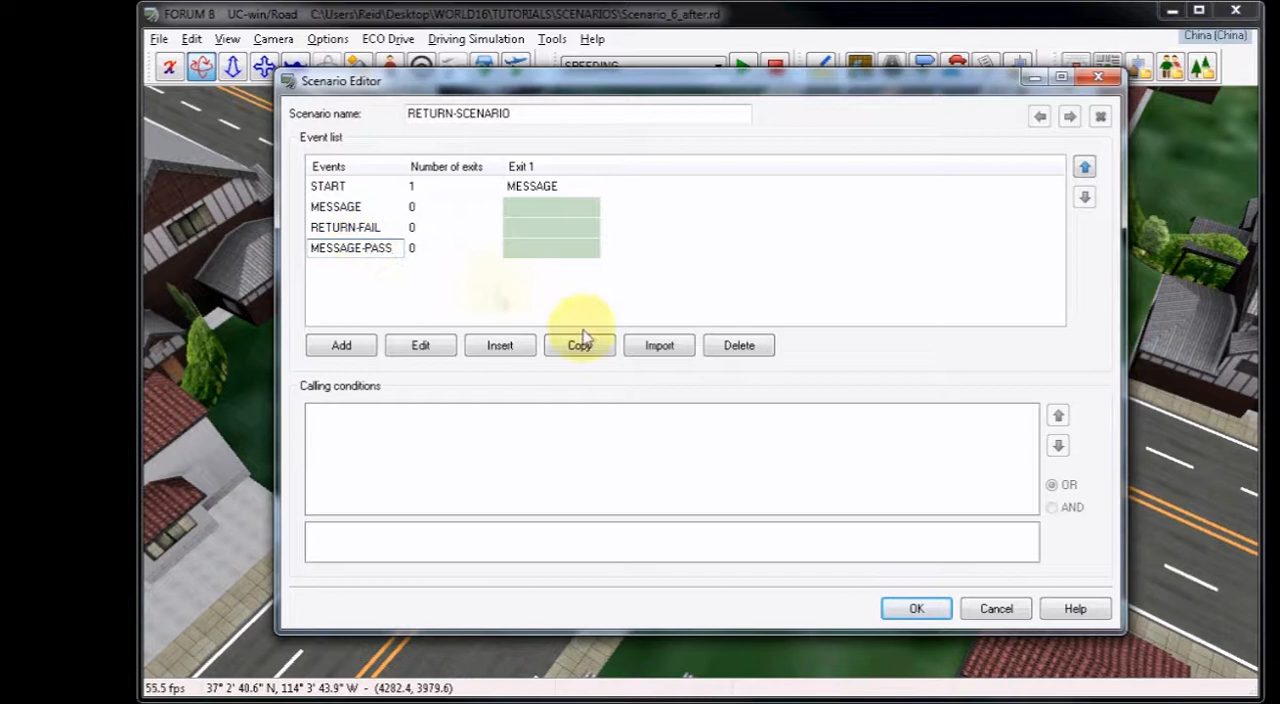 FORUM 8 UC-win/Road C:\Users\Reid\Desktop\WORLD16\TUTORIALS\SCENARIOS\Scenario_6_after.rd
File Edit View Camera Options ECO Drive Driving Simulation Tools Help
China (China)
SPEEDING
Scenario Editor
Scenario name: RETURN-SCENARIO
Event list
Events Number of exits Exit 1
START 1 MESSAGE
MESSAGE 0
RETURN-FAIL 0
MESSAGE-PASS 0
Add Edit Insert Copy Import Delete
Calling conditions
OR
AND
OK Cancel Help
55.5 fps 37° 2' 40.6" N, 114° 3' 43.9" W - (4282.4, 3979.6)